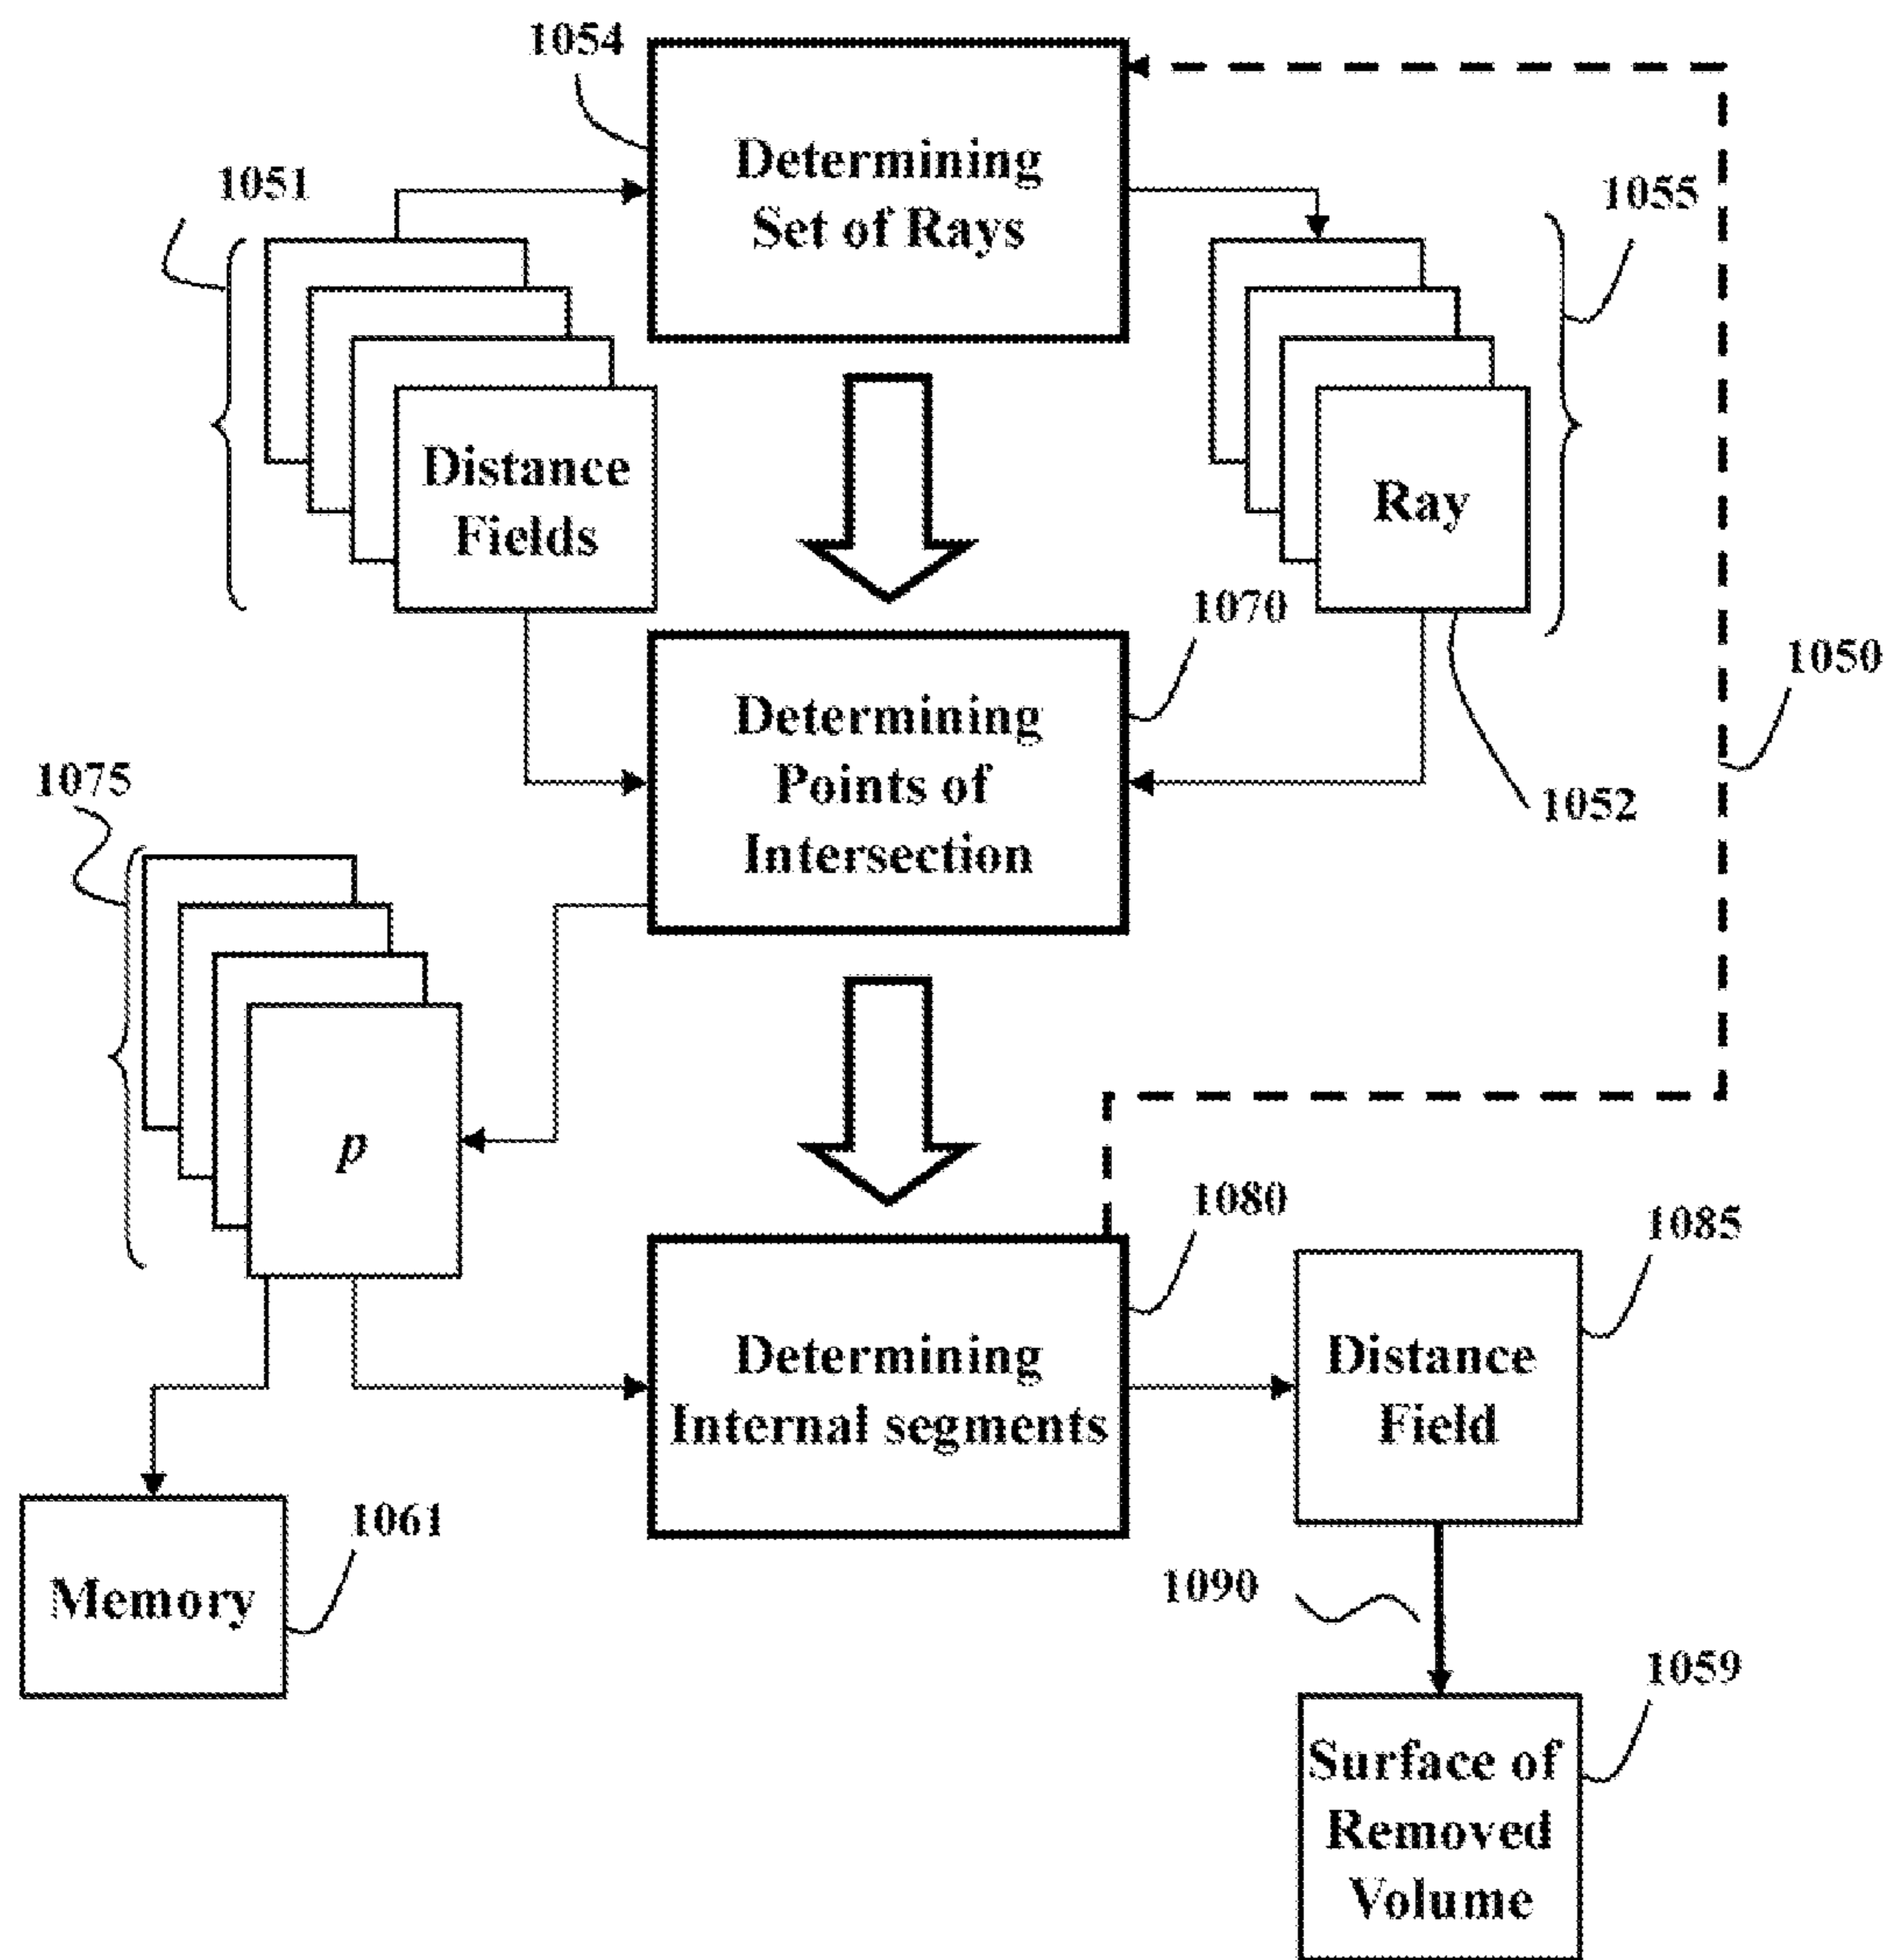 1054
Determining
Set of Rays
1051
1055
Distance
Fields
Ray
1070
1050
Determining
Points of
Intersection
1052
1075
p
1080
1085
Determining
Internal segments
Distance
Field
1061
Memory
1090
1059
Surface of
Removed
Volume